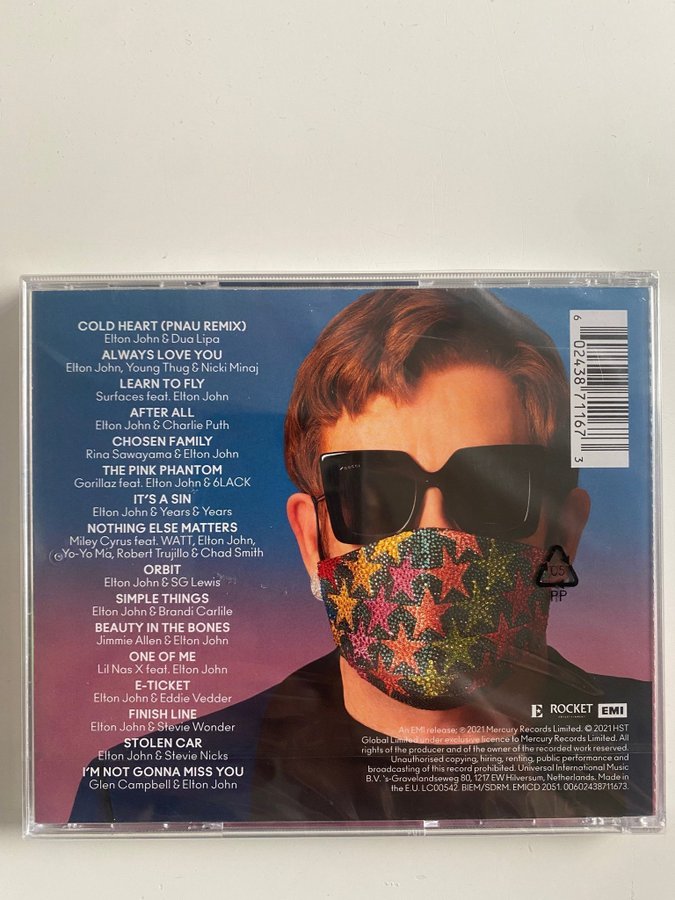 COLD HEART (PNAU REMIX)
Elton John & Dua Lipa
ALWAYS LOVE YOU
Elton John, Young Thug & Nicki Minaj
LEARN TO FLY
Surfaces feat. Elton John
AFTER ALL
Elton John & Charlie Puth
CHOSEN FAMILY
Rina Sawayama & Elton John
THE PINK PHANTOM
Gorillaz feat. Elton John & 6LACK
IT'S A SIN
Elton John & Years & Years
NOTHING ELSE MATTERS
Miley Cyrus feat. WATT, Elton John,
Yo-Yo Ma, Robert Trujillo & Chad Smith
ORBIT
Elton John & SG Lewis
SIMPLE THINGS
Elton John & Brandi Carlile
BEAUTY IN THE BONES
Jimmie Allen & Elton John
ONE OF ME
Lil Nas X feat. Elton John
E-TICKET
Elton John & Eddie Vedder
FINISH LINE
Elton John & Stevie Wonder
STOLEN CAR
Elton John & Stevie Nicks
I'M NOT GONNA MISS YOU
Glen Campbell & Elton John
6 02438 71167 3
PP
E ROCKET EMI
An EMI release; ℗ 2021 Mercury Records Limited. © 2021 HST
Global Limited under exclusive licence to Mercury Records Limited. All
rights of the producer and of the owner of the recorded work reserved.
Unauthorised copying, hiring, renting, public performance and
broadcasting of this record prohibited. Universal International Music
B.V. 's-Gravelandseweg 80, 1217 EW Hilversum, Netherlands. Made in
the E.U. LC00542. BIEM/SDRM. EMICD 2051. 00602438711673.